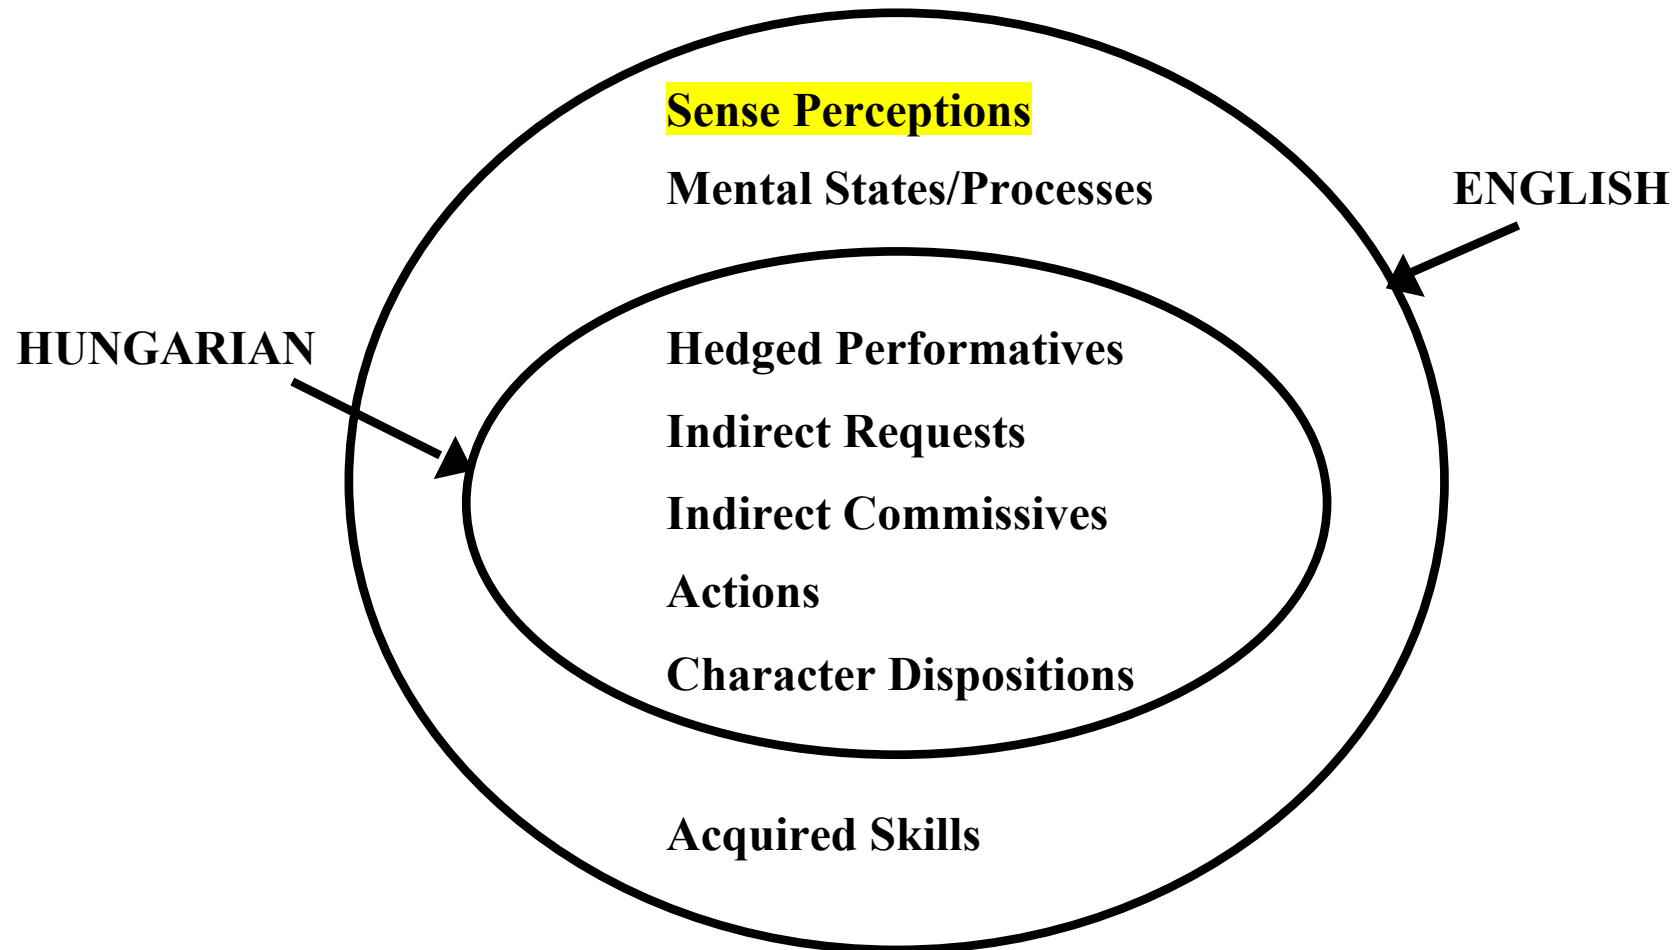 Sense Perceptions
Mental States/Processes
ENGLISH
HUNGARIAN
Hedged Performatives
Indirect Requests
Indirect Commissives
Actions
Character Dispositions
Acquired Skills